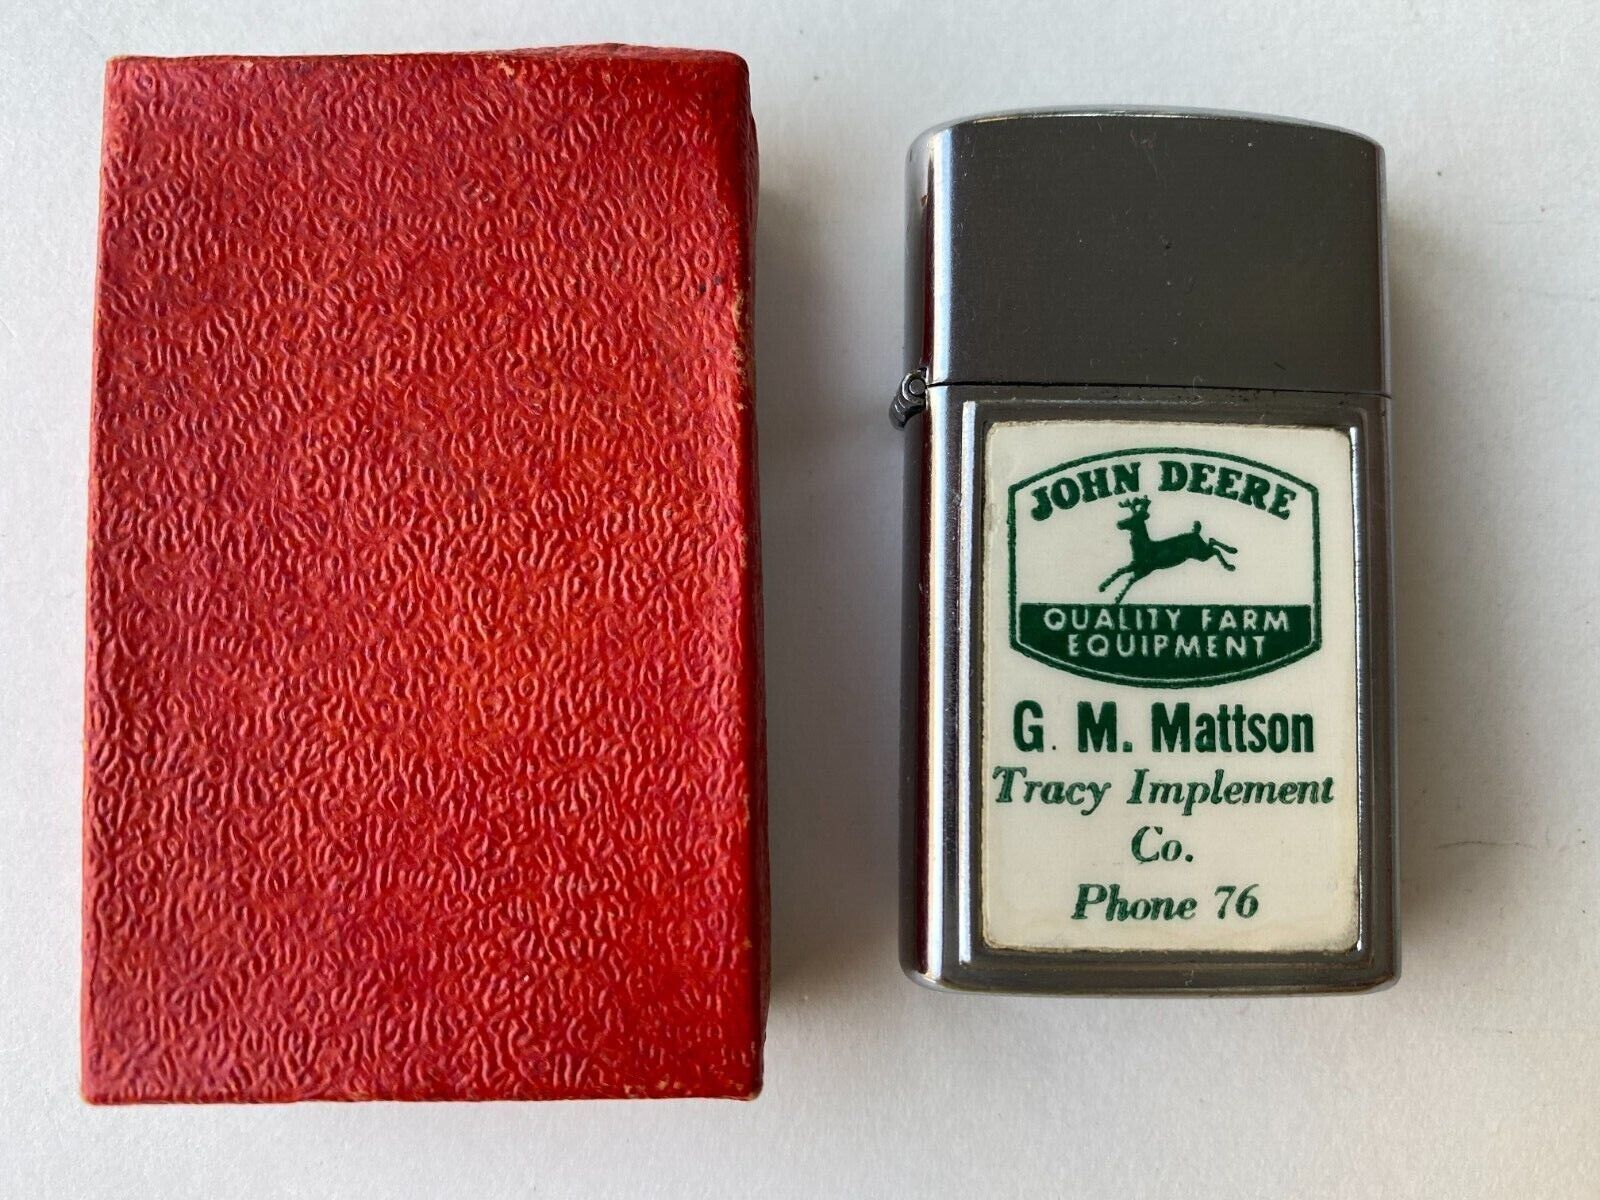 JOHN DEERE
QUALITY FARM
EQUIPMENT
G. M. Mattson
Tracy Implement
Co.
Phone 76